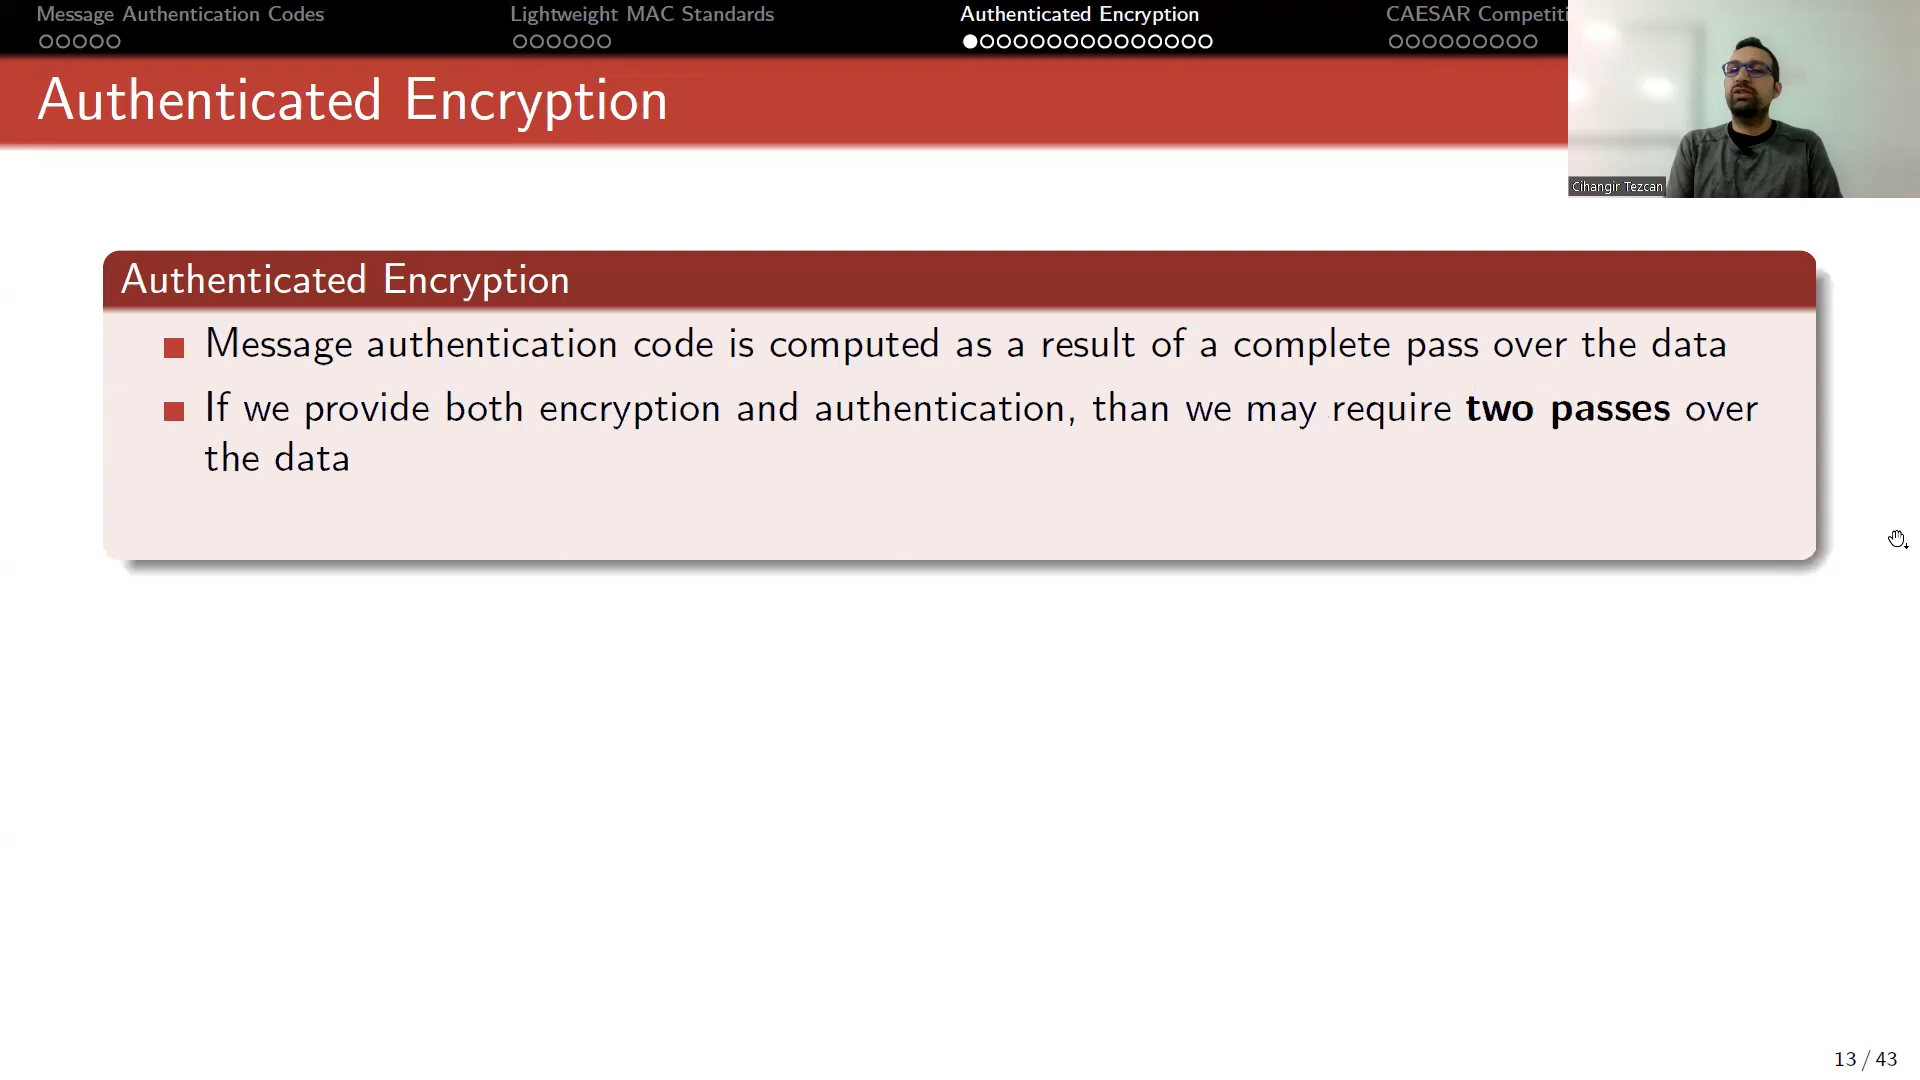 Message Authentication Codes
Lightweight MAC Standards
Authenticated Encryption
CAESAR Competiti
Authenticated Encryption
Cihangir Tezcan
Authenticated Encryption
Message authentication code is computed as a result of a complete pass over the data
If we provide both encryption and authentication, than we may require two passes over
the data
13 / 43